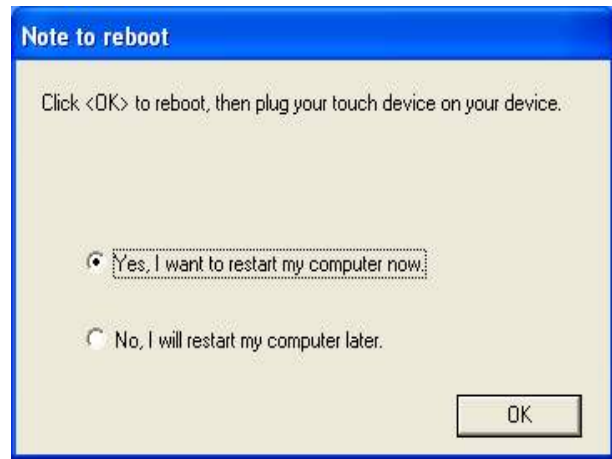 Note to reboot
Click <OK> to reboot, then plug your touch device on your device.
Yes, I want to restart my computer now.
No, I will restart my computer later.
OK